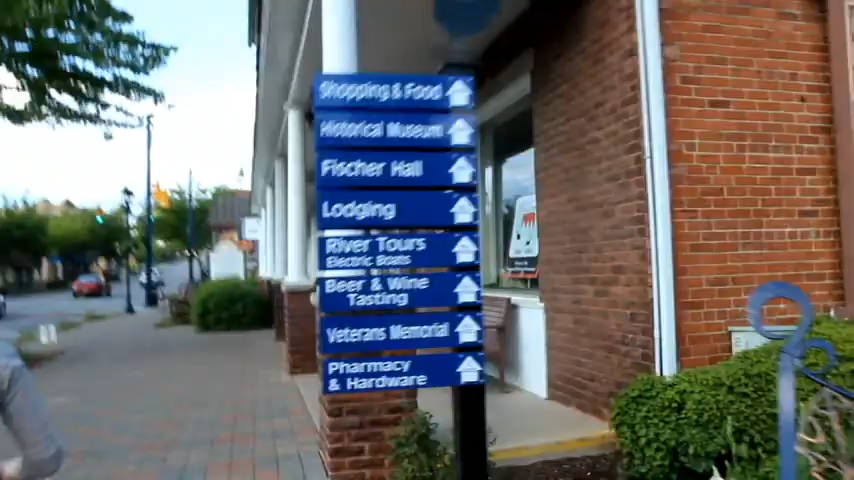 Shopping & Food
Historical Museum
Fischer Hall
Lodging
River Tours
Electric Boats
Beer & Wine
Tasting
Veterans Memorial
Pharmacy
& Hardware